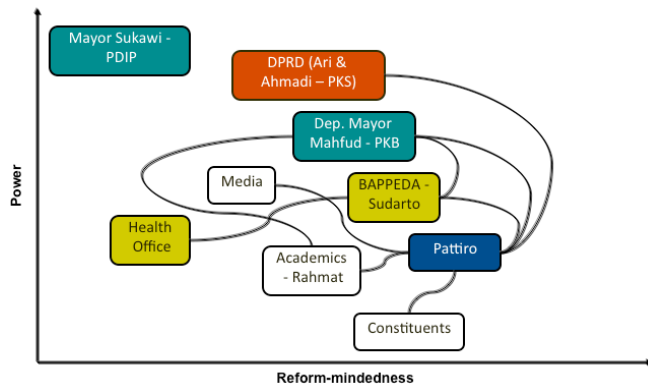 Mayor Sukawi -
PDIP
DPRD (Ari &
Ahmadi – PKS)
Dep. Mayor
Mahfud - PKB
Media
BAPPEDA -
Sudarto
Health
Office
Academics
- Rahmat
Pattiro
Constituents
Power
Reform-mindedness